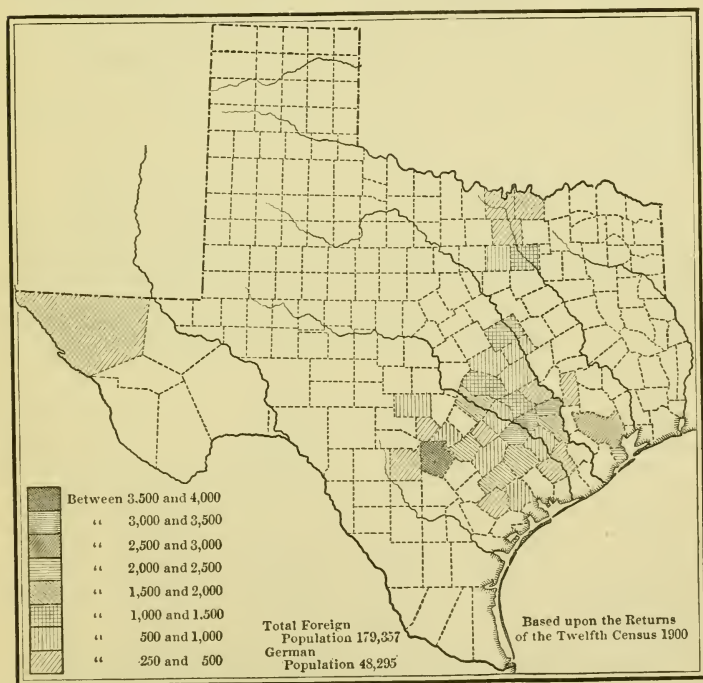 Between 3.500 and 4,000
“ 3,000 and 3,500
“ 2,500 and 3,000
“ 2,000 and 2,500
“ 1,500 and 2,000
“ 1,000 and 1.500
“ 500 and 1,000
“ 250 and 500
Total Foreign
Population 179,357
German
Population 48,295
Based upon the Returns
of the Twelfth Census 1900